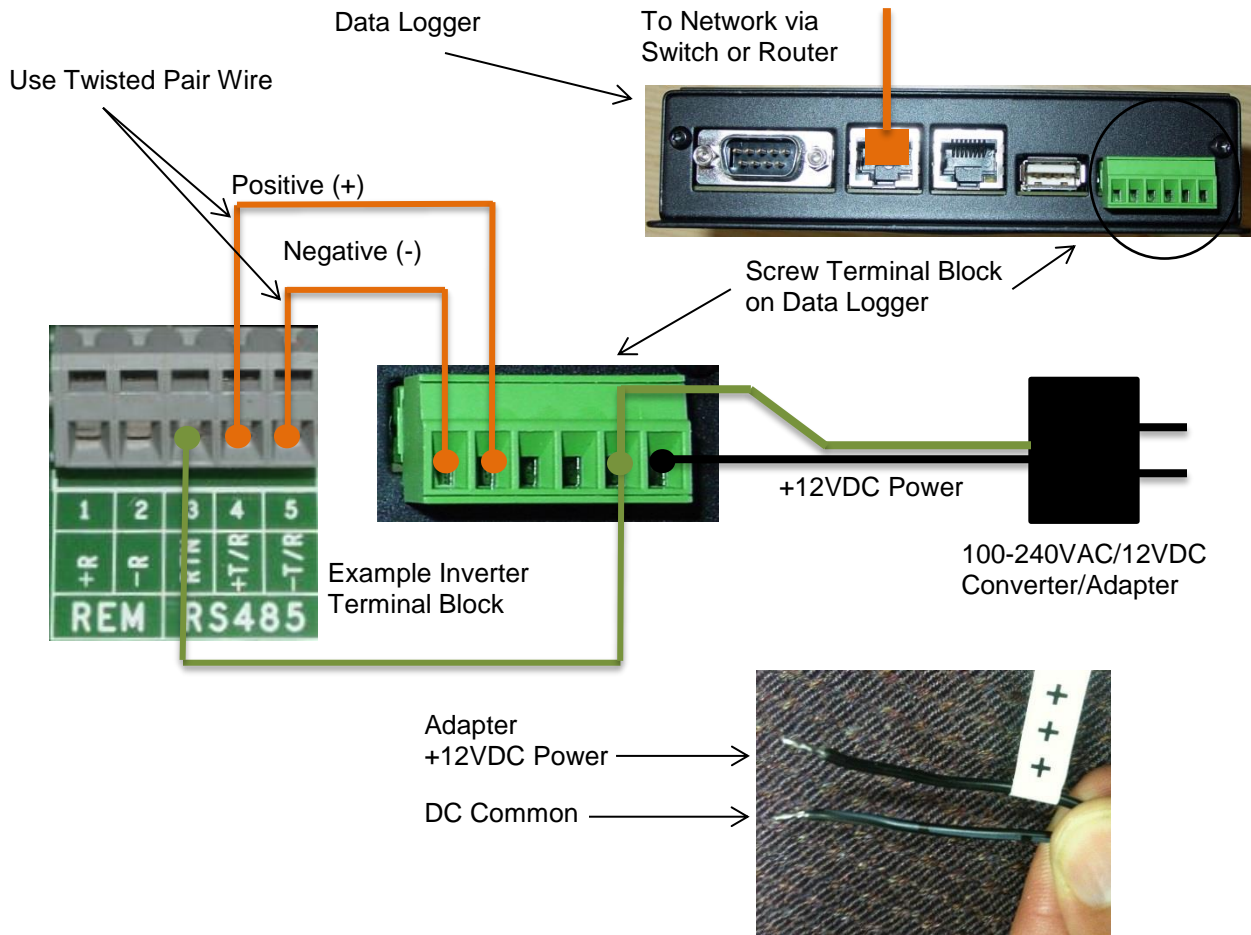 Data Logger
To Network via
Switch or Router
Use Twisted Pair Wire
Positive (+)
Negative (-)
Screw Terminal Block
on Data Logger
+12VDC Power
1 2 3 4 5
+R -R RTN +T/R -T/R
REM RS485
Example Inverter
Terminal Block
100-240VAC/12VDC
Converter/Adapter
Adapter
+12VDC Power
DC Common
+ + +